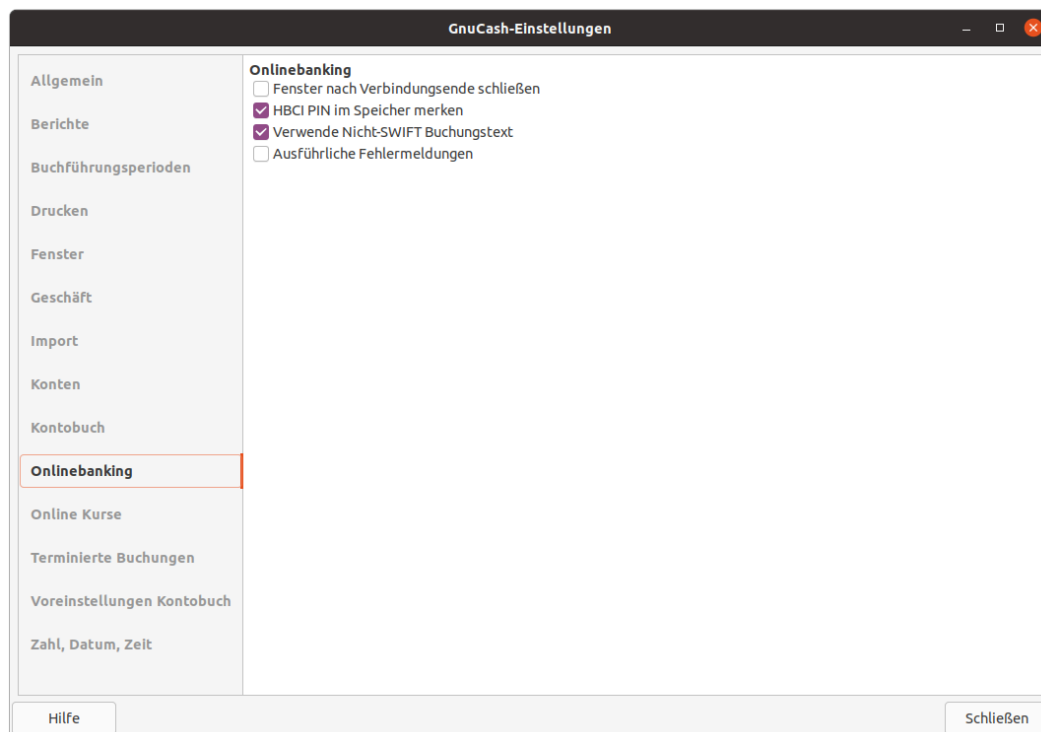 GnuCash-Einstellungen
Allgemein
Berichte
Buchführungsperioden
Drucken
Fenster
Geschäft
Import
Konten
Kontobuch
Onlinebanking
Online Kurse
Terminierte Buchungen
Voreinstellungen Kontobuch
Zahl, Datum, Zeit
Onlinebanking
Fenster nach Verbindungsende schließen
HBCI PIN im Speicher merken
Verwende Nicht-SWIFT Buchungstext
Ausführliche Fehlermeldungen
Hilfe
Schließen